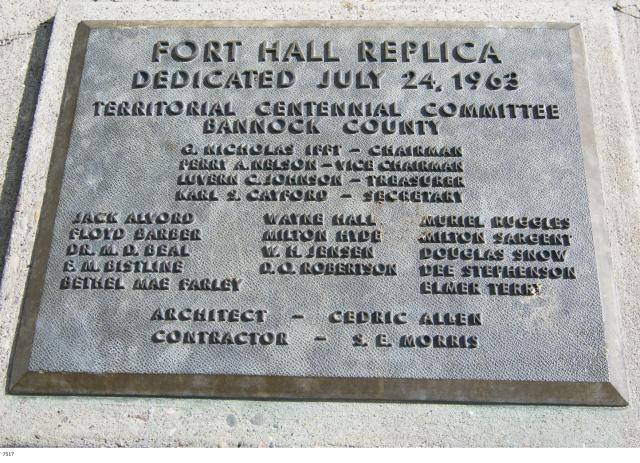 FORT HALL REPLICA
DEDICATED JULY 24, 1963
TERRITORIAL CENTENNIAL COMMITTEE
BANNOCK COUNTY
G. NICHOLAS IFFT - CHAIRMAN
PERRY A. NELSON - VICE CHAIRMAN
LUVERN C. JOHNSON - TREASURER
KARL S. CAYFORD - SECRETARY
JACK ALVORD WAYNE HALL MURIEL RUGGLES
FLOYD BARBER MILTON HYDE MILTON SARGENT
DR. M. D. BEAL W. H. JENSEN DOUGLAS SNOW
F. M. BISTLINE D. O. ROBERTSON DEE STEPHENSON
BETHEL MAE FARLEY ELMER TERRY
ARCHITECT - CEDRIC ALLEN
CONTRACTOR - S. E. MORRIS
7517